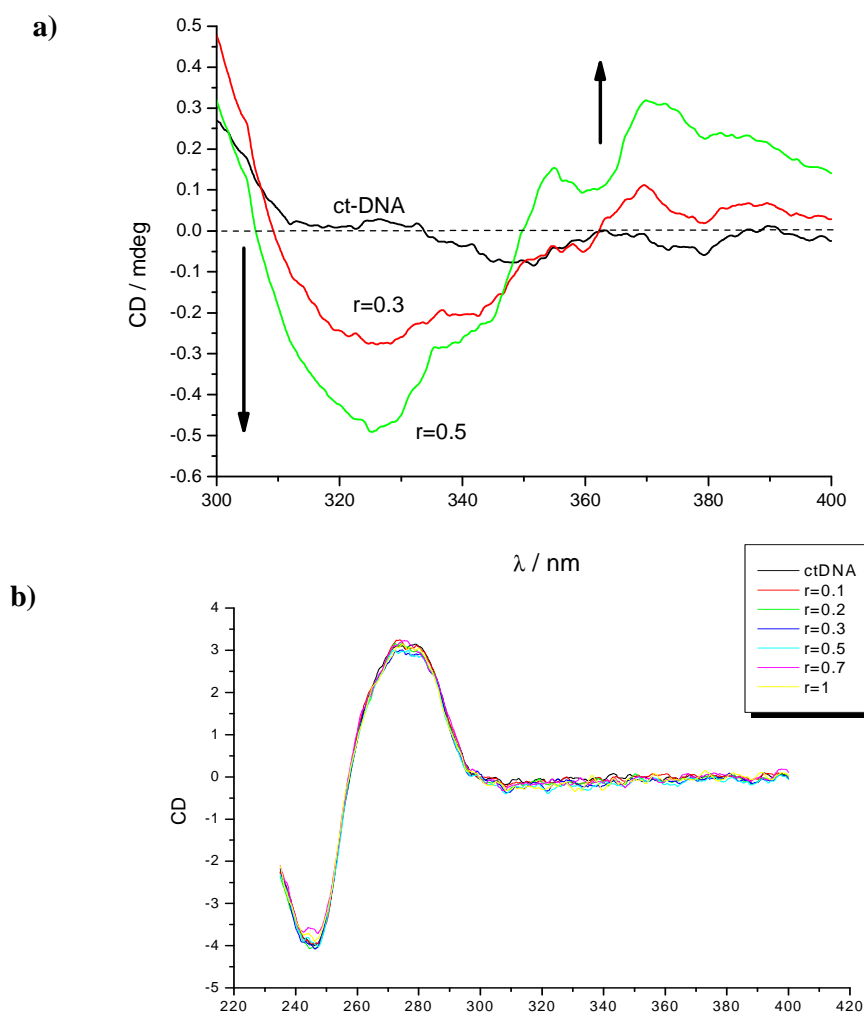 a)
0.5
0.4
0.3
0.2
0.1
0.0
-0.1
-0.2
-0.3
-0.4
-0.5
-0.6
CD / mdeg
ct-DNA
r=0.3
r=0.5
300 320 340 360 380 400
λ / nm
b)
ctDNA
r=0.1
r=0.2
r=0.3
r=0.5
r=0.7
r=1
4
3
2
1
0
-1
-2
-3
-4
-5
CD
220 240 260 280 300 320 340 360 380 400 420